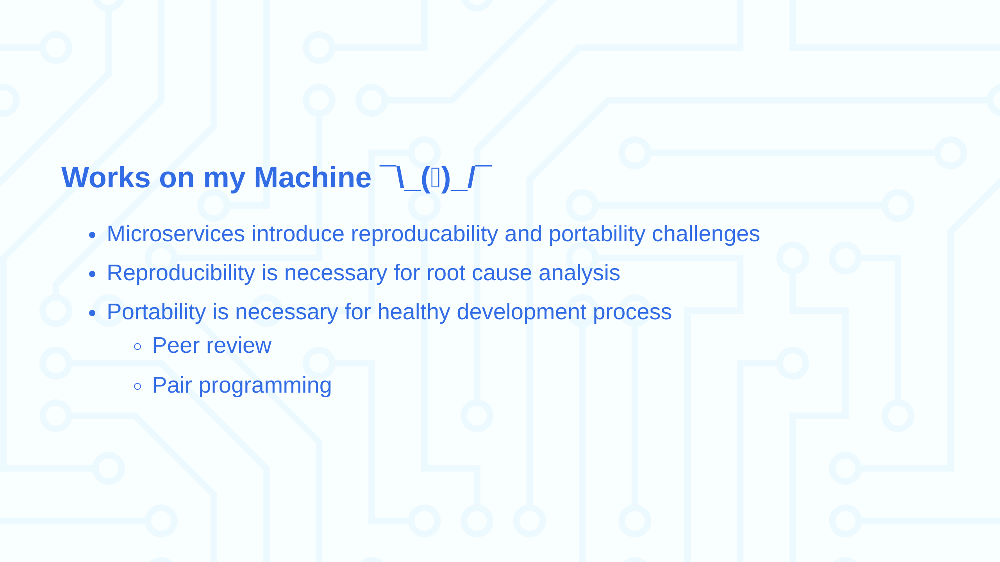 Works on my Machine ¯\_(▯)_/¯
• Microservices introduce reproducability and portability challenges
• Reproducibility is necessary for root cause analysis
• Portability is necessary for healthy development process
◦ Peer review
◦ Pair programming